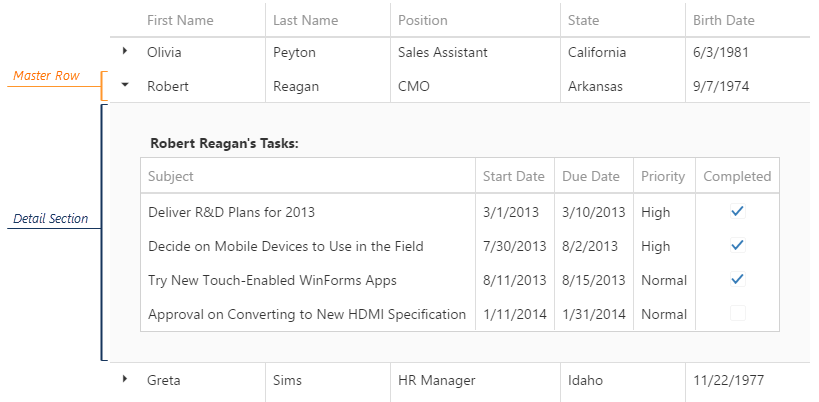 First Name Last Name Position State Birth Date
Olivia Peyton Sales Assistant California 6/3/1981
Master Row
Robert Reagan CMO Arkansas 9/7/1974
Robert Reagan's Tasks:
Subject Start Date Due Date Priority Completed
Deliver R&D Plans for 2013 3/1/2013 3/10/2013 High
Detail Section
Decide on Mobile Devices to Use in the Field 7/30/2013 8/2/2013 High
Try New Touch-Enabled WinForms Apps 8/11/2013 8/15/2013 Normal
Approval on Converting to New HDMI Specification 1/11/2014 1/31/2014 Normal
Greta Sims HR Manager Idaho 11/22/1977